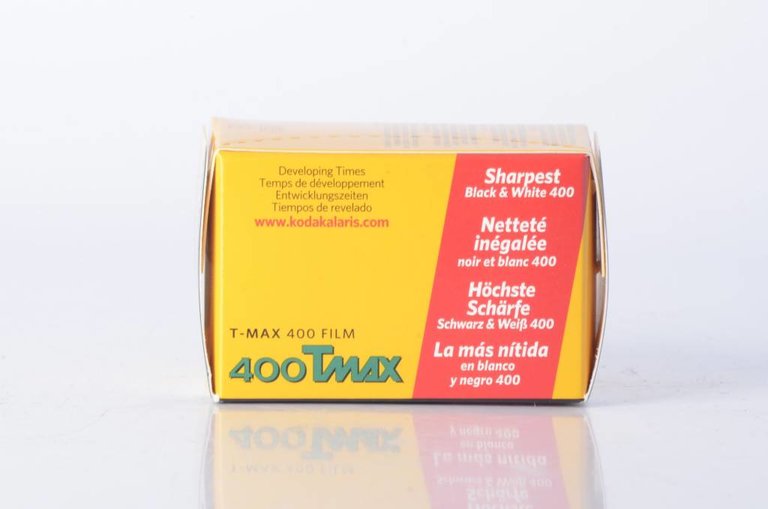 Developing Times
Temps de développement
Entwicklungszeiten
Tiempos de revelado
www.kodakalaris.com
T-MAX 400 FILM
400TMAX
Sharpest
Black & White 400
Netteté
inégalée
noir et blanc 400
Höchste
Schärfe
Schwarz & Weiß 400
La más nítida
en blanco
y negro 400